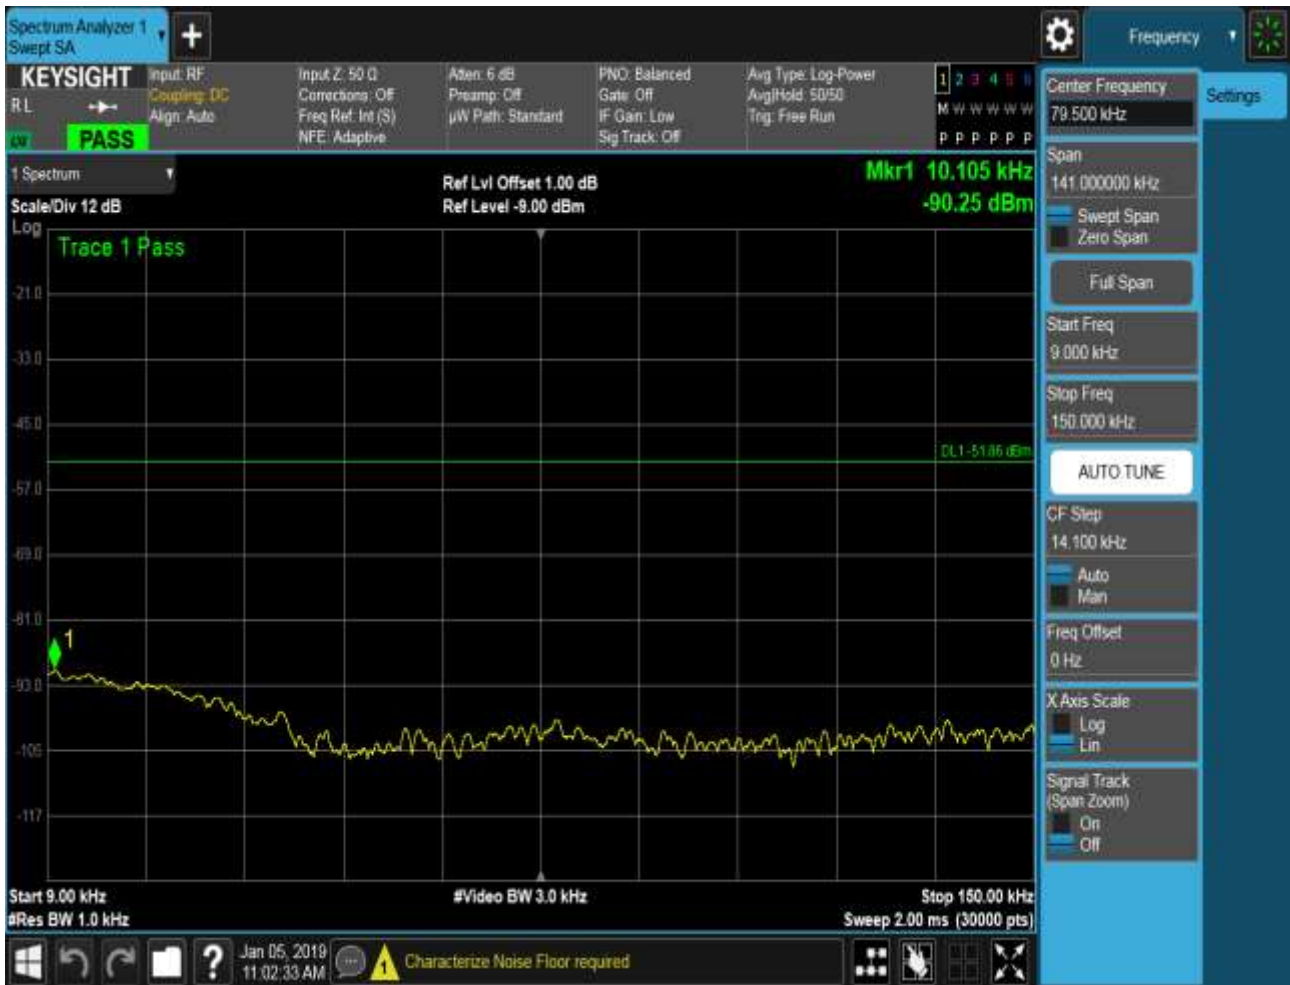 Spectrum Analyzer 1
Swept SA
+
Frequency
KEYSIGHT
RL
PASS
Input: RF
Coupling: DC
Align: Auto
Input Z: 50 Ω
Corrections: Off
Freq Ref: Int (S)
NFE: Adaptive
Atten: 6 dB
Preamp: Off
µW Path: Standard
PNO: Balanced
Gate: Off
IF Gain: Low
Sig Track: Off
Avg Type: Log-Power
Avg|Hold: 50/50
Trig: Free Run
1 2 3 4 5 6
M W W W W W
P P P P P P
Center Frequency
79.500 kHz
Settings
1 Spectrum
Scale/Div 12 dB
Ref Lvl Offset 1.00 dB
Ref Level -9.00 dBm
Mkr1 10.105 kHz
-90.25 dBm
Span
141.000000 kHz
Swept Span
Zero Span
Full Span
Start Freq
9.000 kHz
Stop Freq
150.000 kHz
AUTO TUNE
CF Step
14.100 kHz
Auto
Man
Freq Offset
0 Hz
X Axis Scale
Log
Lin
Signal Track
(Span Zoom)
On
Off
Log
Trace 1 Pass
-21.0
-33.0
-45.0
DL1 -51.86 dBm
-57.0
-69.0
-81.0
1
-93.0
-105
-117
Start 9.00 kHz
#Video BW 3.0 kHz
Stop 150.00 kHz
#Res BW 1.0 kHz
Sweep 2.00 ms (30000 pts)
?
Jan 05, 2019
11:02:33 AM
1
Characterize Noise Floor required